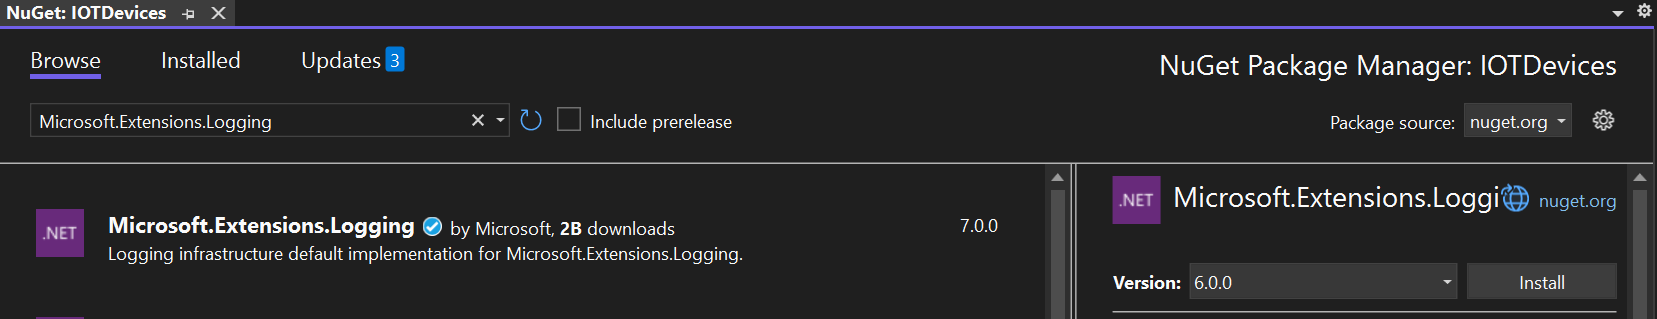 NuGet: IOTDevices
Browse Installed Updates 3
NuGet Package Manager: IOTDevices
Microsoft.Extensions.Logging
Include prerelease
Package source: nuget.org
.NET
Microsoft.Extensions.Logging by Microsoft, 2B downloads 7.0.0
Logging infrastructure default implementation for Microsoft.Extensions.Logging.
.NET
Microsoft.Extensions.Loggi nuget.org
Version: 6.0.0 Install